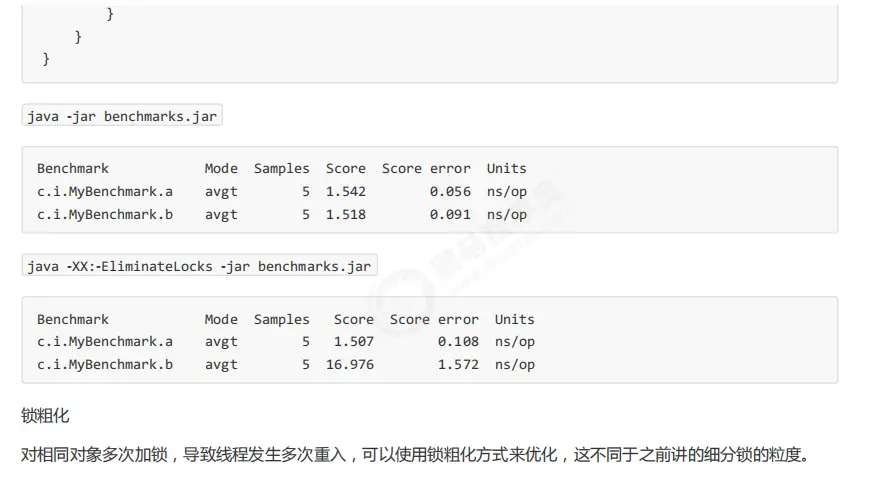 }
}
}
java -jar benchmarks.jar
Benchmark Mode Samples Score Score error Units
c.i.MyBenchmark.a avgt 5 1.542 0.056 ns/op
c.i.MyBenchmark.b avgt 5 1.518 0.091 ns/op
java -XX:-EliminateLocks -jar benchmarks.jar
Benchmark Mode Samples Score Score error Units
c.i.MyBenchmark.a avgt 5 1.507 0.108 ns/op
c.i.MyBenchmark.b avgt 5 16.976 1.572 ns/op
锁粗化
对相同对象多次加锁，导致线程发生多次重入，可以使用锁粗化方式来优化，这不同于之前讲的细分锁的粒度。